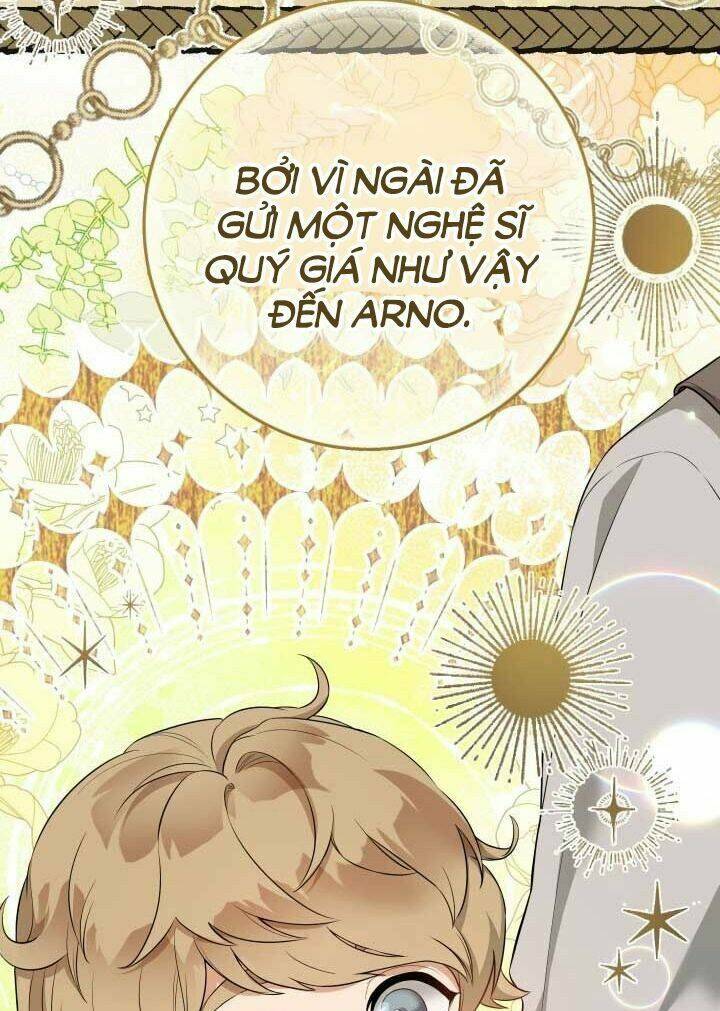 BỞI VÌ NGÀI ĐÃ
GỬI MỘT NGHỆ SĨ
QUÝ GIÁ NHƯ VẬY
ĐẾN ARNO.